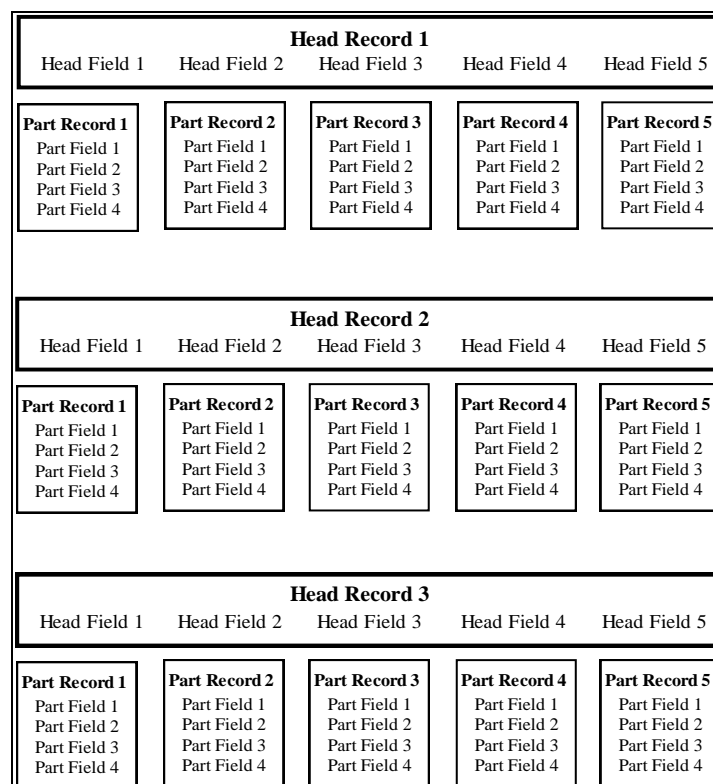 Head Record 1
Head Field 1 Head Field 2 Head Field 3 Head Field 4 Head Field 5
Part Record 1
Part Field 1
Part Field 2
Part Field 3
Part Field 4
Part Record 2
Part Field 1
Part Field 2
Part Field 3
Part Field 4
Part Record 3
Part Field 1
Part Field 2
Part Field 3
Part Field 4
Part Record 4
Part Field 1
Part Field 2
Part Field 3
Part Field 4
Part Record 5
Part Field 1
Part Field 2
Part Field 3
Part Field 4
Head Record 2
Head Field 1 Head Field 2 Head Field 3 Head Field 4 Head Field 5
Part Record 1
Part Field 1
Part Field 2
Part Field 3
Part Field 4
Part Record 2
Part Field 1
Part Field 2
Part Field 3
Part Field 4
Part Record 3
Part Field 1
Part Field 2
Part Field 3
Part Field 4
Part Record 4
Part Field 1
Part Field 2
Part Field 3
Part Field 4
Part Record 5
Part Field 1
Part Field 2
Part Field 3
Part Field 4
Head Record 3
Head Field 1 Head Field 2 Head Field 3 Head Field 4 Head Field 5
Part Record 1
Part Field 1
Part Field 2
Part Field 3
Part Field 4
Part Record 2
Part Field 1
Part Field 2
Part Field 3
Part Field 4
Part Record 3
Part Field 1
Part Field 2
Part Field 3
Part Field 4
Part Record 4
Part Field 1
Part Field 2
Part Field 3
Part Field 4
Part Record 5
Part Field 1
Part Field 2
Part Field 3
Part Field 4